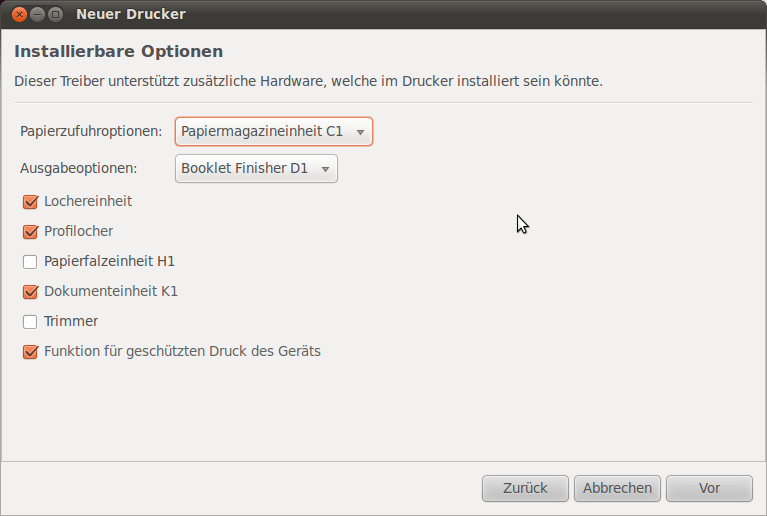 Neuer Drucker
Installierbare Optionen
Dieser Treiber unterstützt zusätzliche Hardware, welche im Drucker installiert sein könnte.
Papierzufuhroptionen: Papiermagazineinheit C1
Ausgabeoptionen: Booklet Finisher D1
Lochereinheit
Profilocher
Papierfalzeinheit H1
Dokumenteinheit K1
Trimmer
Funktion für geschützten Druck des Geräts
Zurück Abbrechen Vor